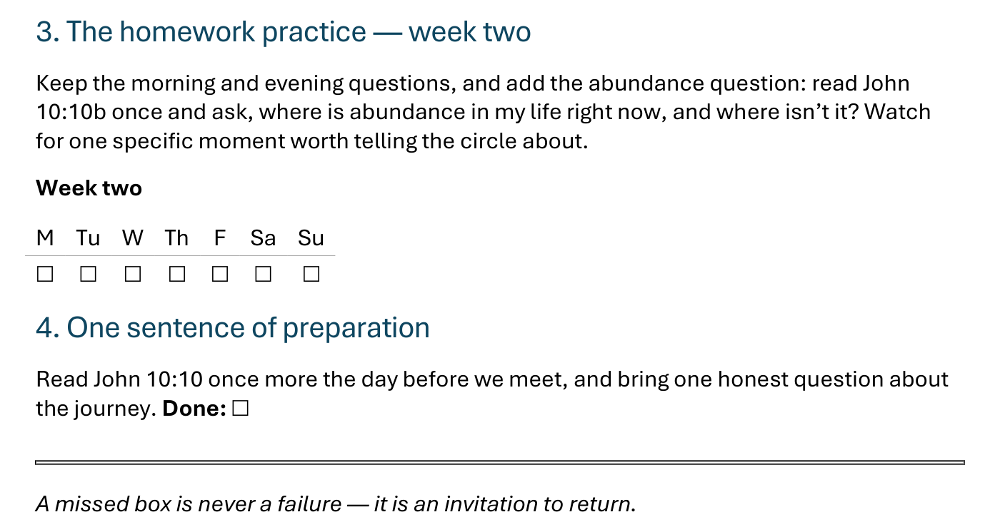 3. The homework practice — week two
Keep the morning and evening questions, and add the abundance question: read John
10:10b once and ask, where is abundance in my life right now, and where isn’t it? Watch
for one specific moment worth telling the circle about.
Week two
M Tu W Th F Sa Su
☐ ☐ ☐ ☐ ☐ ☐ ☐
4. One sentence of preparation
Read John 10:10 once more the day before we meet, and bring one honest question about
the journey. Done: ☐
A missed box is never a failure — it is an invitation to return.